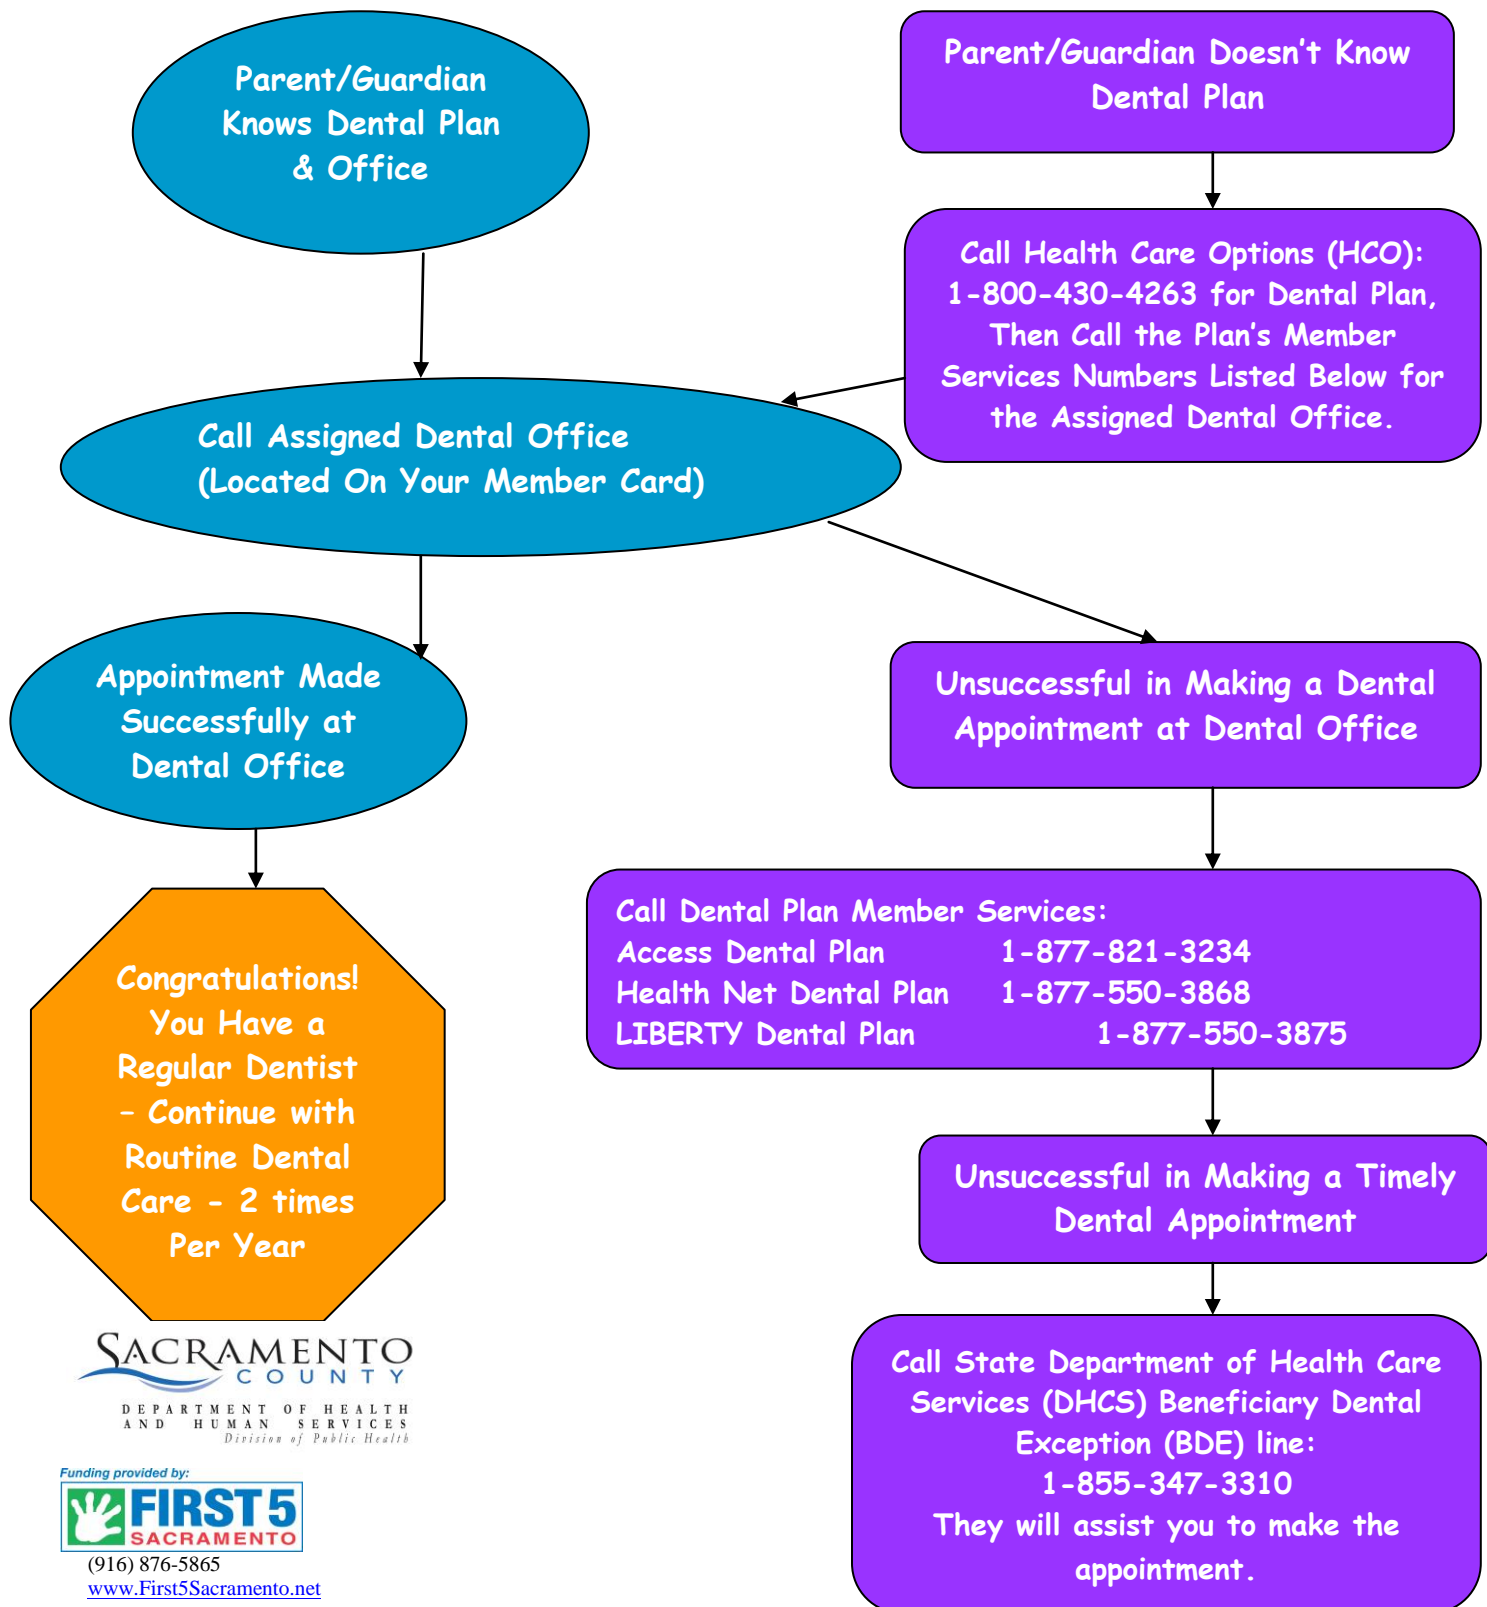 Parent/Guardian
Knows Dental Plan
& Office
Parent/Guardian Doesn’t Know
Dental Plan
Call Health Care Options (HCO):
1-800-430-4263 for Dental Plan,
Then Call the Plan’s Member
Services Numbers Listed Below for
the Assigned Dental Office.
Call Assigned Dental Office
(Located On Your Member Card)
Appointment Made
Successfully at
Dental Office
Unsuccessful in Making a Dental
Appointment at Dental Office
Call Dental Plan Member Services:
Access Dental Plan 1-877-821-3234
Health Net Dental Plan 1-877-550-3868
LIBERTY Dental Plan 1-877-550-3875
Congratulations!
You Have a
Regular Dentist
– Continue with
Routine Dental
Care - 2 times
Per Year
Unsuccessful in Making a Timely
Dental Appointment
Call State Department of Health Care
Services (DHCS) Beneficiary Dental
Exception (BDE) line:
1-855-347-3310
They will assist you to make the
appointment.
SACRAMENTO
COUNTY
DEPARTMENT OF HEALTH
AND HUMAN SERVICES
Division of Public Health
Funding provided by:
FIRST 5
SACRAMENTO
(916) 876-5865
www.First5Sacramento.net